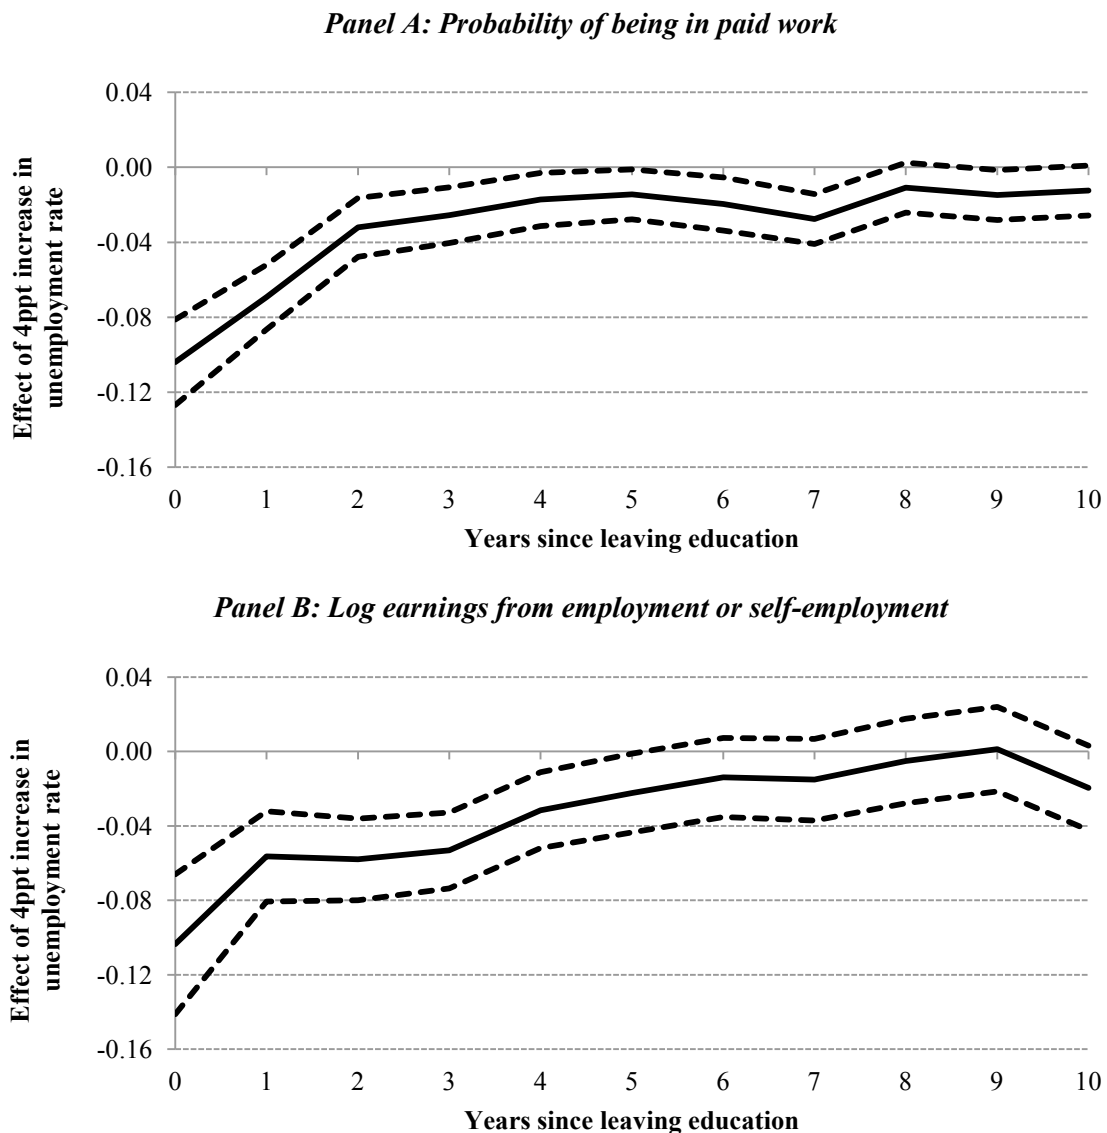 Panel A: Probability of being in paid work
Effect of 4ppt increase in
unemployment rate
0.04
0.00
-0.04
-0.08
-0.12
-0.16
0 1 2 3 4 5 6 7 8 9 10
Years since leaving education
Panel B: Log earnings from employment or self-employment
Effect of 4ppt increase in
unemployment rate
0.04
0.00
-0.04
-0.08
-0.12
-0.16
0 1 2 3 4 5 6 7 8 9 10
Years since leaving education